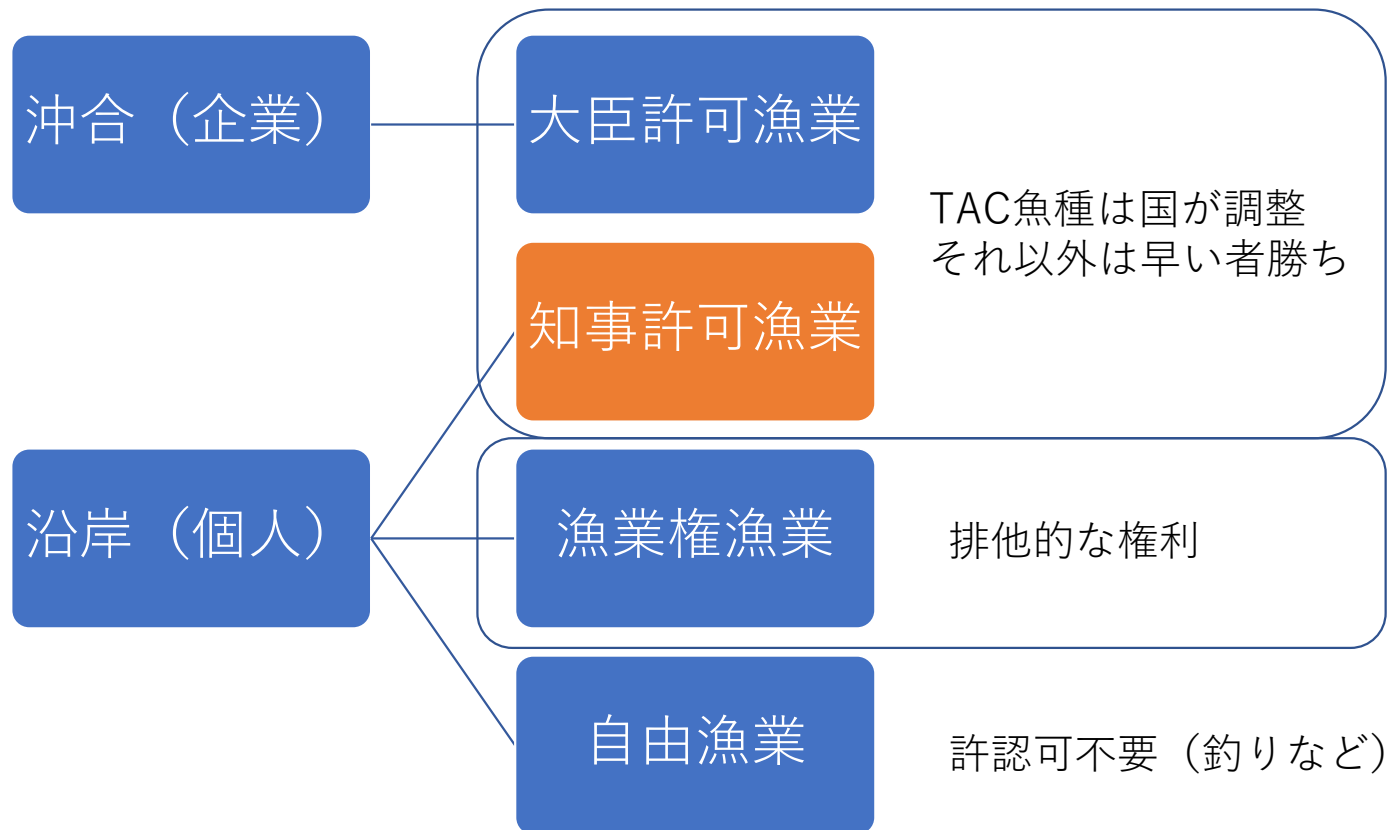 沖合（企業）
大臣許可漁業
TAC魚種は国が調整
それ以外は早い者勝ち
知事許可漁業
沿岸（個人）
漁業権漁業
排他的な権利
自由漁業
許認可不要（釣りなど）